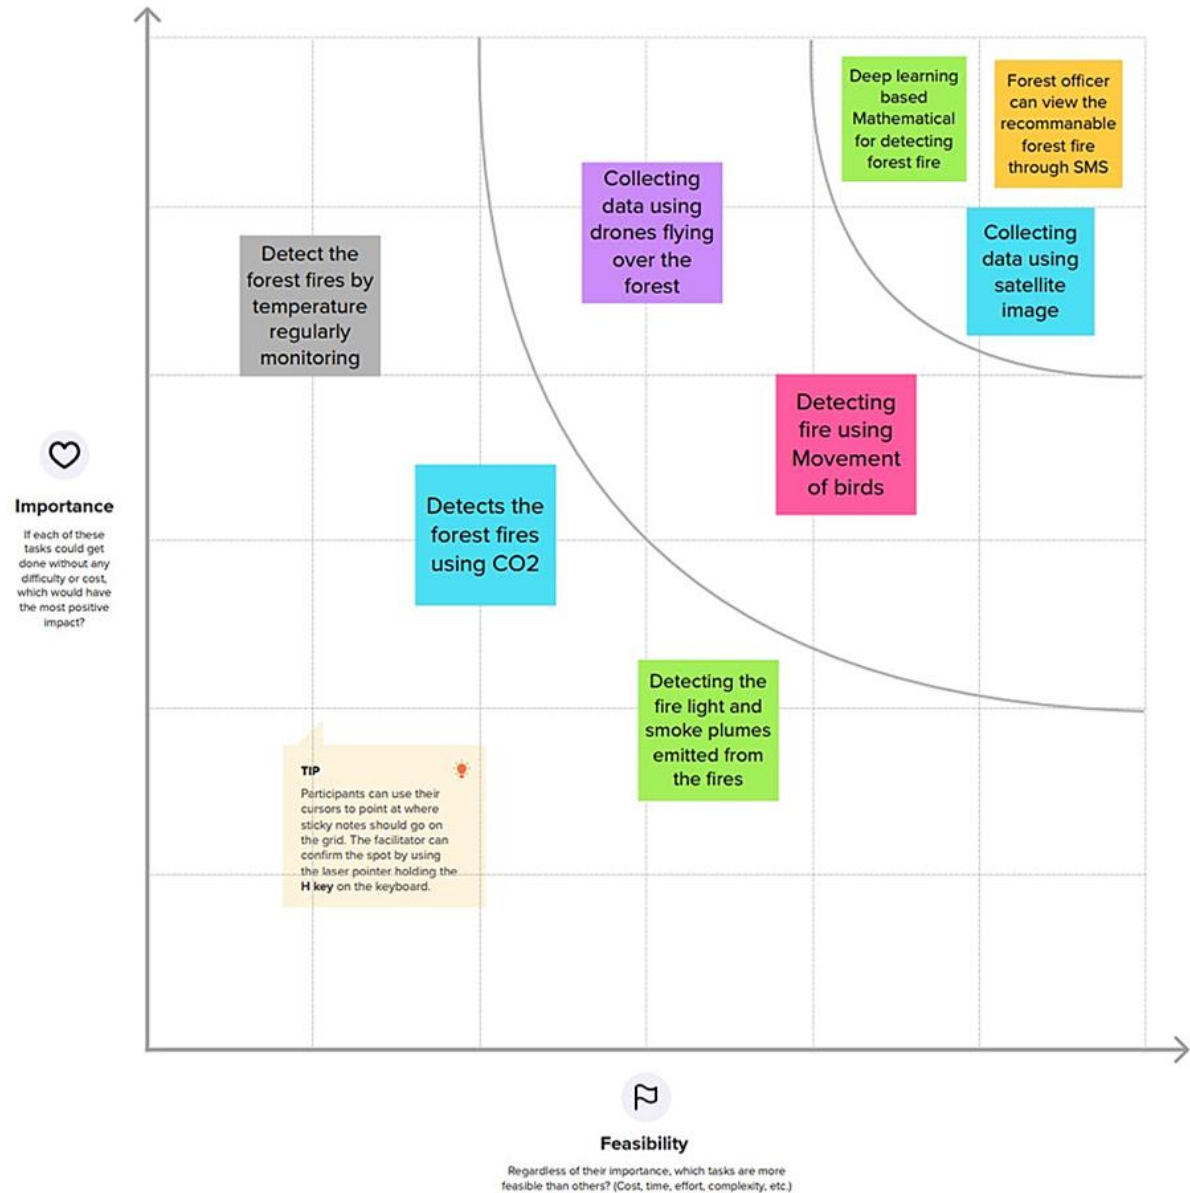 Deep learning
based
Mathematical
for detecting
forest fire
Forest officer
can view the
recommanable
forest fire
through SMS
Collecting
data using
drones flying
over the
forest
Collecting
data using
satellite
image
Detect the
forest fires by
temperature
regularly
monitoring
Detecting
fire using
Movement
of birds
Importance
If each of these
tasks could get
done without any
difficulty or cost,
which would have
the most positive
impact?
Detects the
forest fires
using CO2
Detecting the
fire light and
smoke plumes
emitted from
the fires
TIP
Participants can use their
cursors to point at where
sticky notes should go on
the grid. The facilitator can
confirm the spot by using
the laser pointer holding the
H key on the keyboard.
Feasibility
Regardless of their importance, which tasks are more
feasible than others? (Cost, time, effort, complexity, etc.)